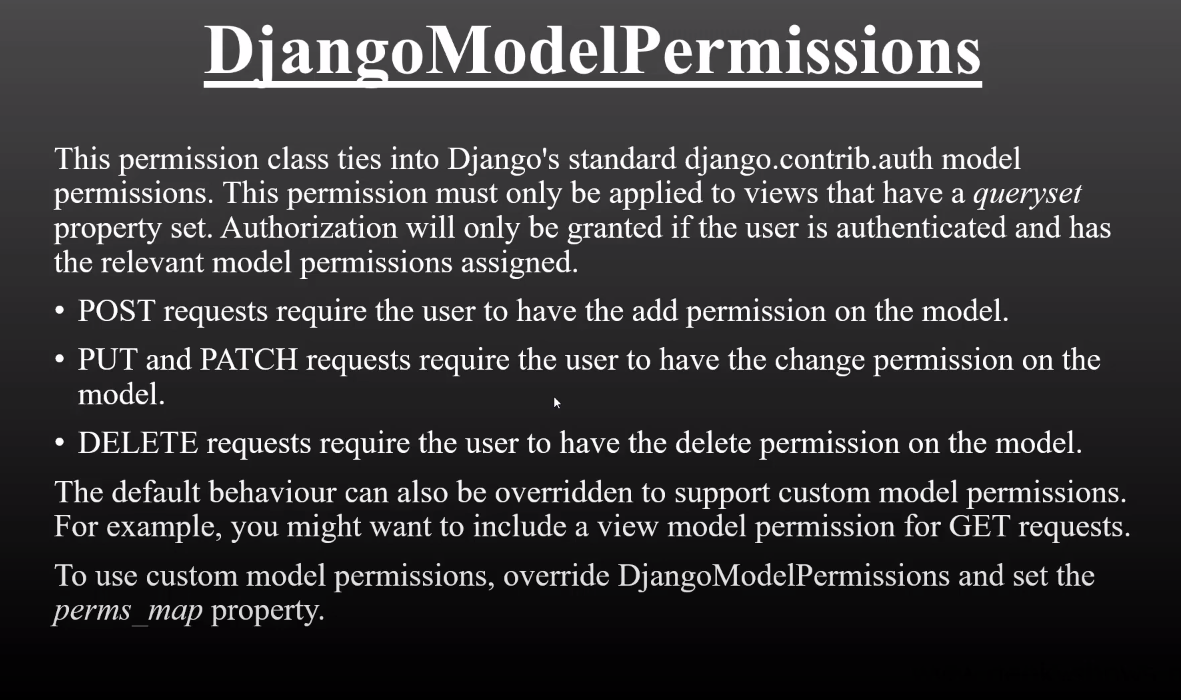 DjangoModelPermissions
This permission class ties into Django's standard django.contrib.auth model
permissions. This permission must only be applied to views that have a queryset
property set. Authorization will only be granted if the user is authenticated and has
the relevant model permissions assigned.
• POST requests require the user to have the add permission on the model.
• PUT and PATCH requests require the user to have the change permission on the
model.
• DELETE requests require the user to have the delete permission on the model.
The default behaviour can also be overridden to support custom model permissions.
For example, you might want to include a view model permission for GET requests.
To use custom model permissions, override DjangoModelPermissions and set the
perms_map property.